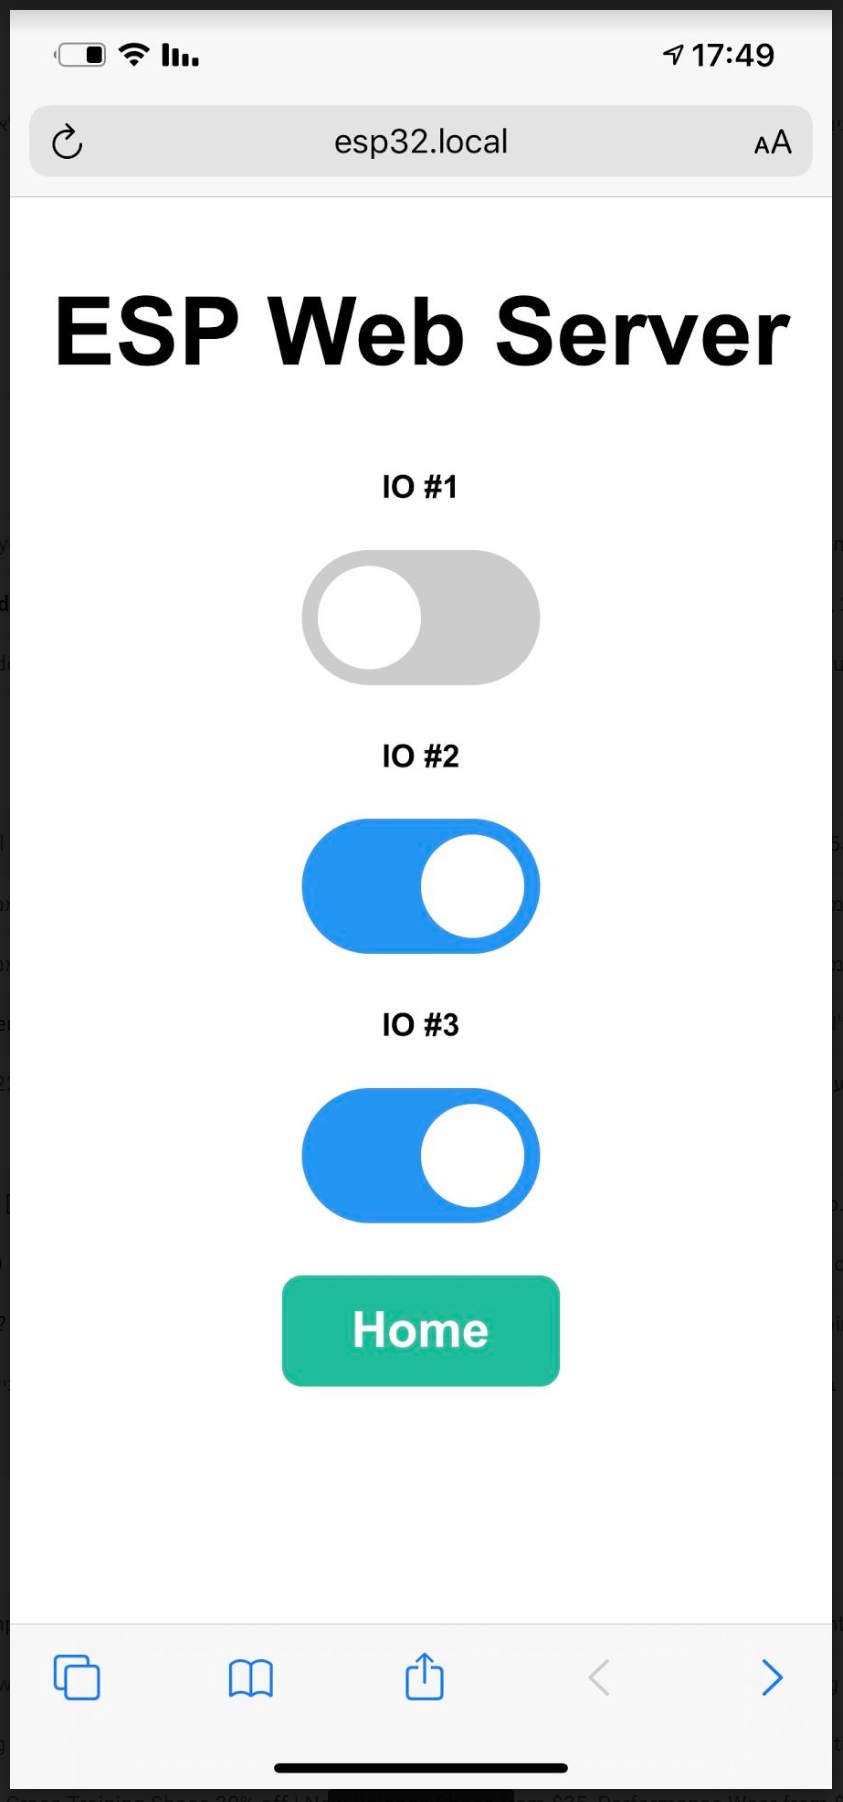 17:49
esp32.local
AA
ESP Web Server
IO #1
IO #2
IO #3
Home